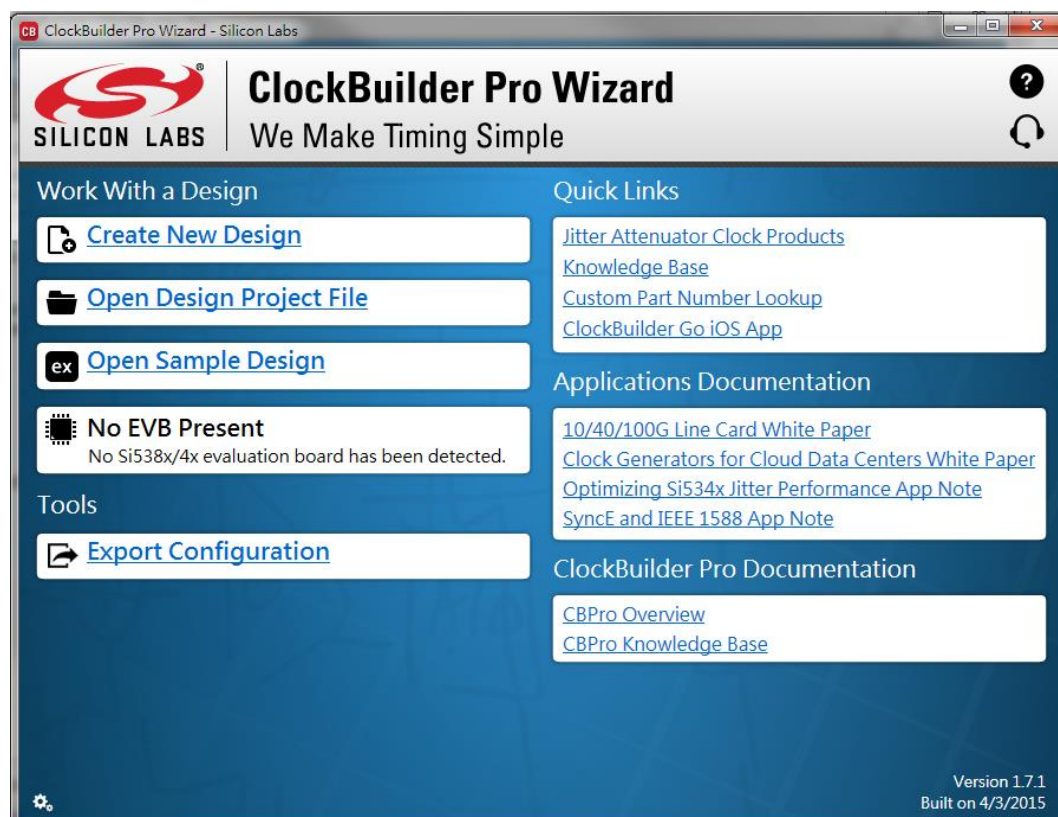 CB ClockBuilder Pro Wizard - Silicon Labs
SILICON LABS ®
ClockBuilder Pro Wizard
We Make Timing Simple
?
Work With a Design
Create New Design
Open Design Project File
ex Open Sample Design
No EVB Present
No Si538x/4x evaluation board has been detected.
Tools
Export Configuration
Quick Links
Jitter Attenuator Clock Products
Knowledge Base
Custom Part Number Lookup
ClockBuilder Go iOS App
Applications Documentation
10/40/100G Line Card White Paper
Clock Generators for Cloud Data Centers White Paper
Optimizing Si534x Jitter Performance App Note
SyncE and IEEE 1588 App Note
ClockBuilder Pro Documentation
CBPro Overview
CBPro Knowledge Base
Version 1.7.1
Built on 4/3/2015